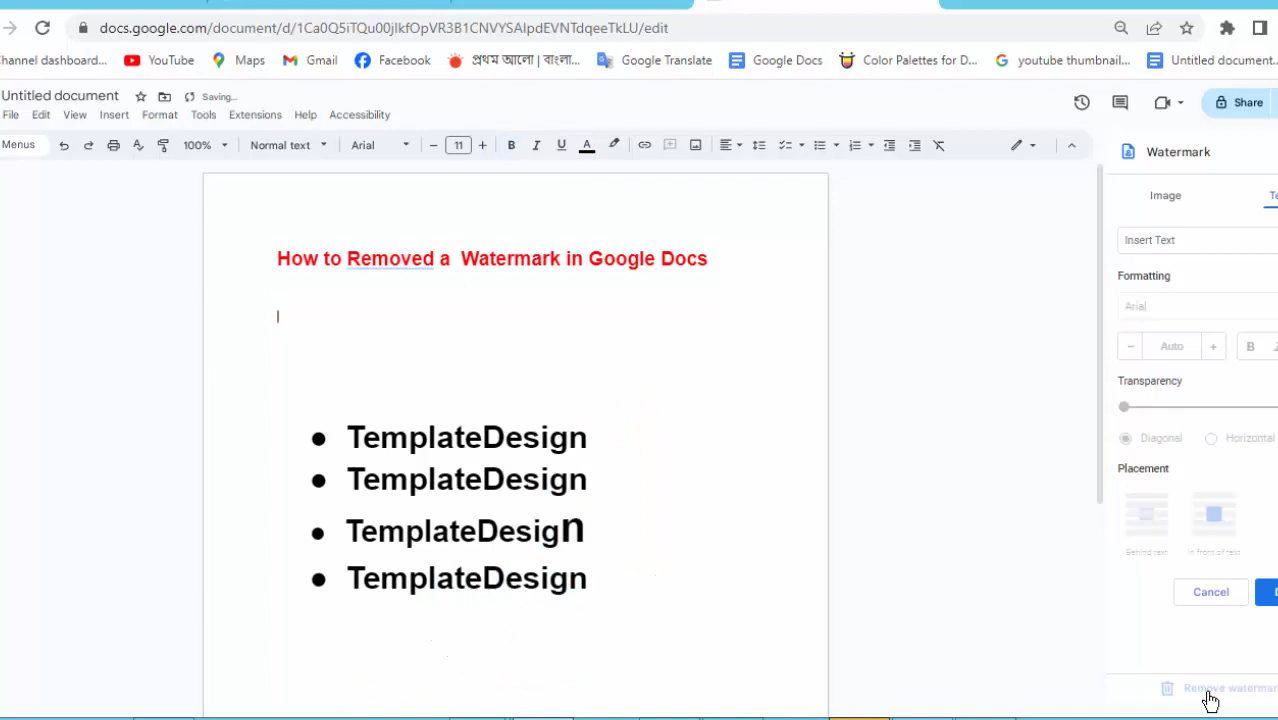 docs.google.com/document/d/1Ca0Q5iTQu00jIkfOpVR3B1CNVYSAlpdEVNTdqeeTkLU/edit
hannel dashboard... YouTube Maps Gmail Facebook প্রথম আলো | বাংলা... Google Translate Google Docs Color Palettes for D... youtube thumbnail... Untitled document...
Untitled document Saving...
File Edit View Insert Format Tools Extensions Help Accessibility Share
Menus 100% Normal text Arial 11
Watermark
Image
Insert Text
Formatting
Arial
Auto B
Transparency
Diagonal Horizontal
Placement
Behind text In front of text
Cancel
Remove watermar
How to Removed a Watermark in Google Docs
● TemplateDesign
● TemplateDesign
● TemplateDesign
● TemplateDesign